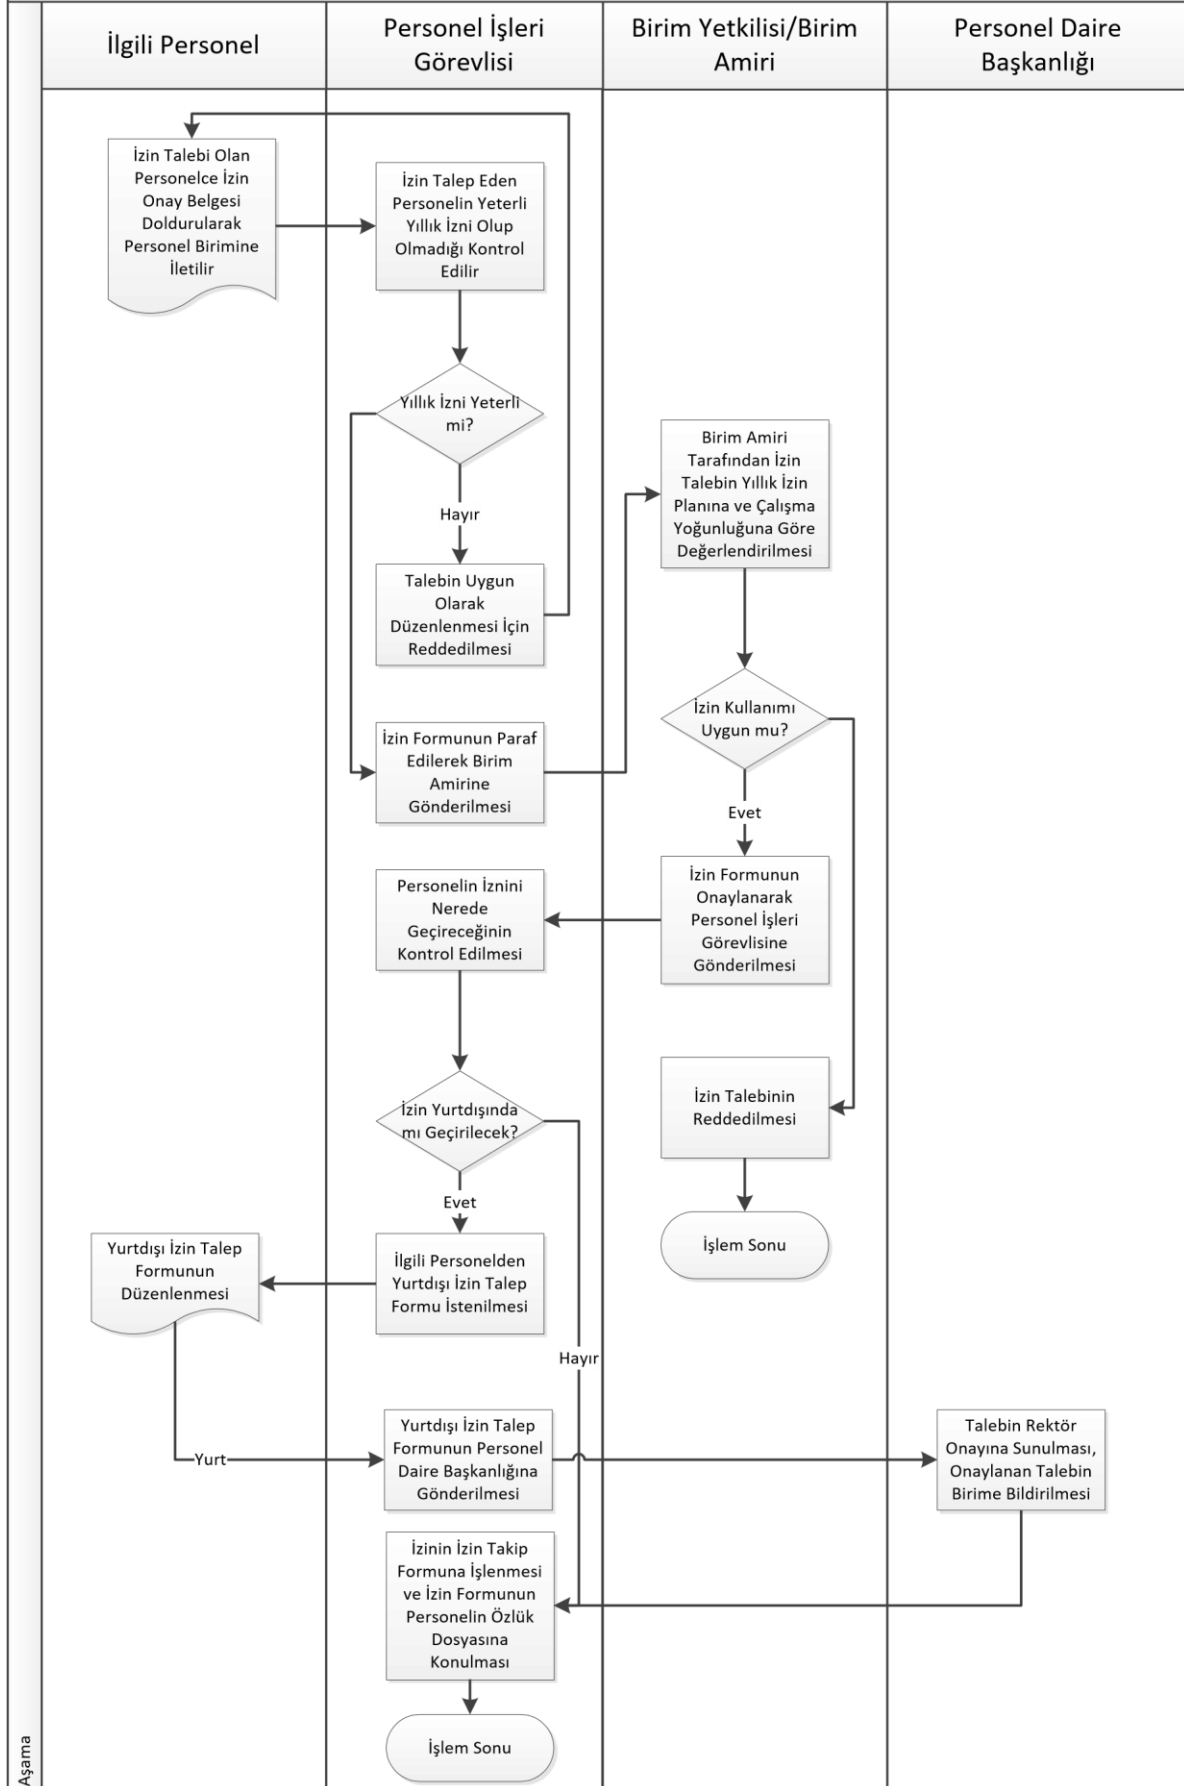 İlgili Personel
Personel İşleri
Görevlisi
Birim Yetkilisi/Birim
Amiri
Personel Daire
Başkanlığı
İzin Talebi Olan
Personelce İzin
Onay Belgesi
Doldurularak
Personel Birimine
İletilir
İzin Talep Eden
Personelin Yeterli
Yıllık İzni Olup
Olmadığı Kontrol
Edilir
Yıllık İzni Yeterli
mi?
Hayır
Talebin Uygun
Olarak
Düzenlenmesi İçin
Reddedilmesi
İzin Formunun Paraf
Edilerek Birim
Amirine
Gönderilmesi
Birim Amiri
Tarafından İzin
Talebin Yıllık İzin
Planına ve Çalışma
Yoğunluğuna Göre
Değerlendirilmesi
İzin Kullanımı
Uygun mu?
Evet
İzin Formunun
Onaylanarak
Personel İşleri
Görevlisine
Gönderilmesi
Personelin İznini
Nerede
Geçireceğinin
Kontrol Edilmesi
İzin Talebinin
Reddedilmesi
İşlem Sonu
İzin Yurtdışında
mı Geçirilecek?
Evet
İlgili Personelden
Yurtdışı İzin Talep
Formu İstenilmesi
Yurtdışı İzin Talep
Formunun
Düzenlenmesi
Hayır
Yurt
Yurtdışı İzin Talep
Formunun Personel
Daire Başkanlığına
Gönderilmesi
Talebin Rektör
Onayına Sunulması,
Onaylanan Talebin
Birime Bildirilmesi
İzinin İzin Takip
Formuna İşlenmesi
ve İzin Formunun
Personelin Özlük
Dosyasına
Konulması
İşlem Sonu
Aşama